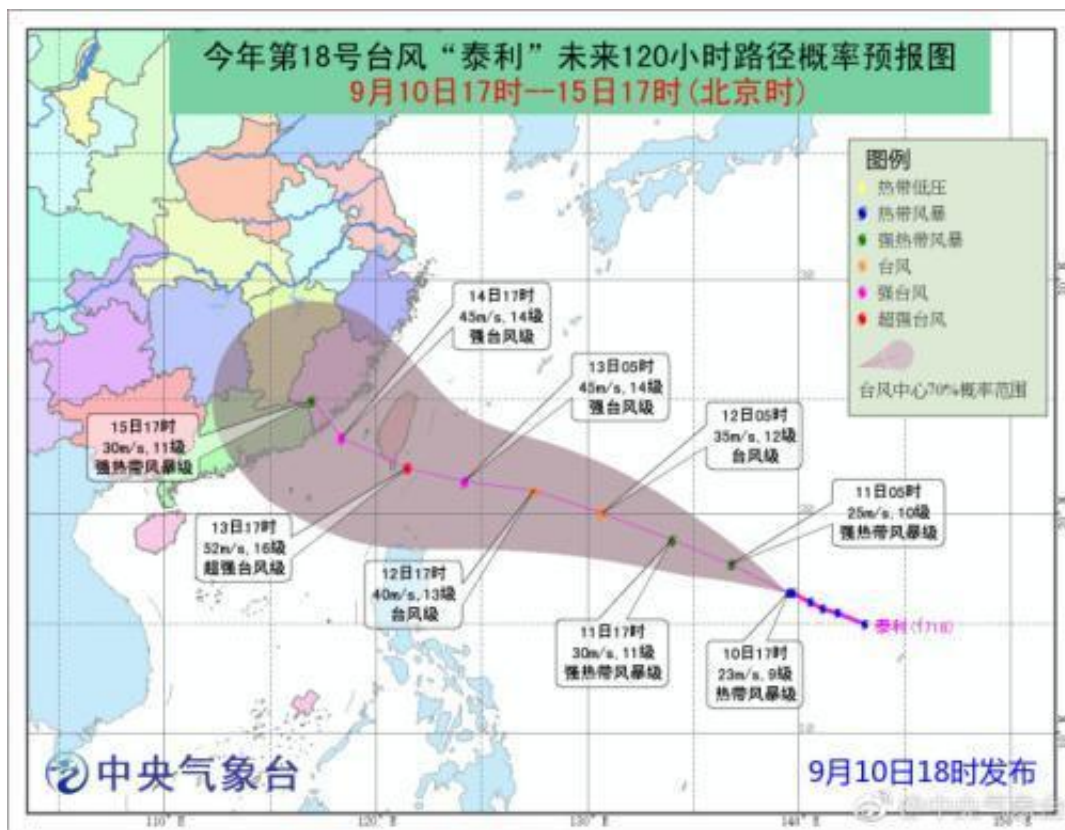 今年第18号台风“泰利”未来120小时路径概率预报图
9月10日17时--15日17时(北京时)
图例
热带低压
热带风暴
强热带风暴
台风
强台风
超强台风
台风中心70%概率范围
14日17时
45m/s,14级
强台风级
13日05时
45m/s,14级
强台风级
12日05时
35m/s,12级
台风级
11日05时
25m/s,10级
强热带风暴级
15日17时
30m/s,11级
强热带风暴级
13日17时
52m/s,16级
超强台风级
12日17时
40m/s,13级
台风级
11日17时
30m/s,11级
强热带风暴级
10日17时
23m/s,9级
热带风暴级
泰利(1718)
中央气象台
9月10日18时发布
@中央气象台
110°E
120°E
130°E
140°E
150°E